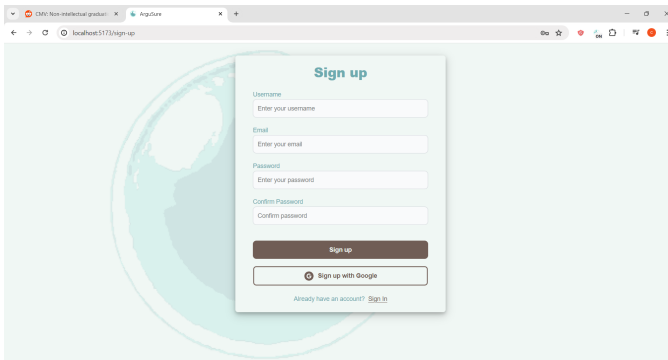 CMV: Non-intellectual graduati
ArguSure
localhost:5173/sign-up
ON
Sign up
Username
Enter your username
Email
Enter your email
Password
Enter your password
Confirm Password
Confirm password
Sign up
G Sign up with Google
Already have an account? Sign In